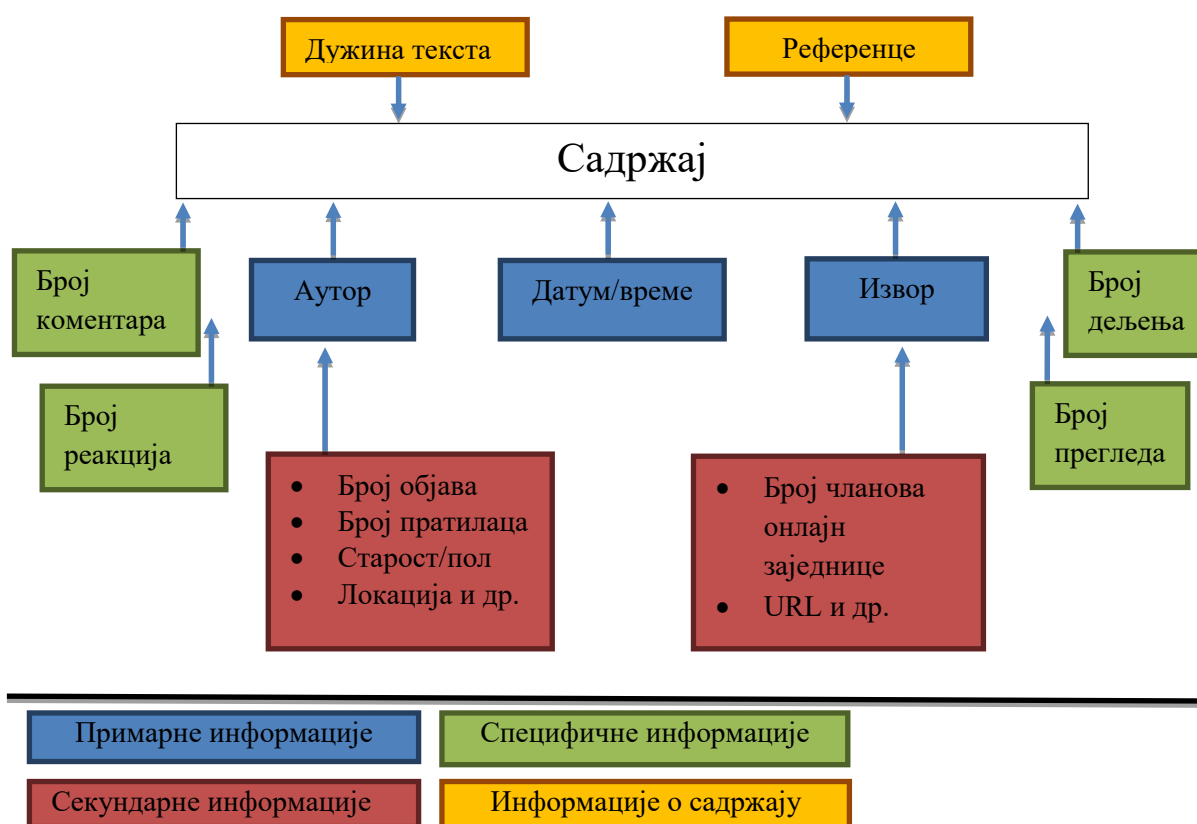 Дужина текста
Референце
Садржај
Број
коментара
Аутор
Датум/време
Извор
Број
дељења
Број
реакција
Број
прегледа
• Број објава
• Број пратилаца
• Старост/пол
• Локација и др.
• Број чланова
онлајн
заједнице
• URL и др.
Примарне информације
Специфичне информације
Секундарне информације
Информације о садржају